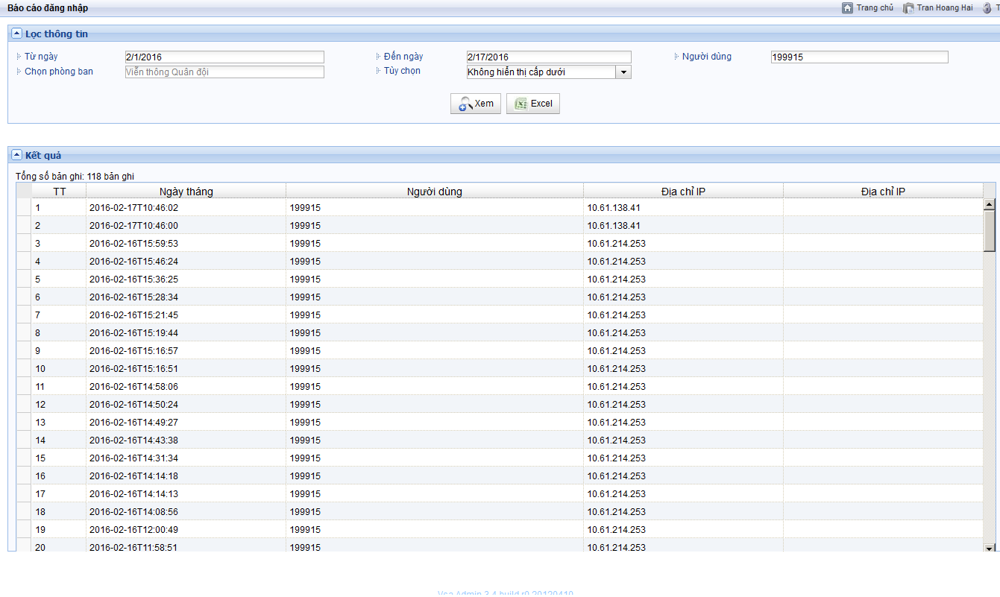 Báo cáo đăng nhập Trang chủ Tran Hoang Hai T
Lọc thông tin
Từ ngày 2/1/2016 Đến ngày 2/17/2016 Người dùng 199915
Chọn phòng ban Viễn thông Quân đội Tùy chọn Không hiển thị cấp dưới
Xem Excel
Kết quả
Tổng số bản ghi: 118 bản ghi
TT Ngày tháng Người dùng Địa chỉ IP Địa chỉ IP
1 2016-02-17T10:46:02 199915 10.61.138.41
2 2016-02-17T10:46:00 199915 10.61.138.41
3 2016-02-16T15:59:53 199915 10.61.214.253
4 2016-02-16T15:46:24 199915 10.61.214.253
5 2016-02-16T15:36:25 199915 10.61.214.253
6 2016-02-16T15:28:34 199915 10.61.214.253
7 2016-02-16T15:21:45 199915 10.61.214.253
8 2016-02-16T15:19:44 199915 10.61.214.253
9 2016-02-16T15:16:57 199915 10.61.214.253
10 2016-02-16T15:16:51 199915 10.61.214.253
11 2016-02-16T14:58:06 199915 10.61.214.253
12 2016-02-16T14:50:24 199915 10.61.214.253
13 2016-02-16T14:49:27 199915 10.61.214.253
14 2016-02-16T14:43:38 199915 10.61.214.253
15 2016-02-16T14:31:34 199915 10.61.214.253
16 2016-02-16T14:14:18 199915 10.61.214.253
17 2016-02-16T14:14:13 199915 10.61.214.253
18 2016-02-16T14:08:56 199915 10.61.214.253
19 2016-02-16T12:00:49 199915 10.61.214.253
20 2016-02-16T11:58:51 199915 10.61.214.253
Vsa Admin 3.4 build r0 20120410